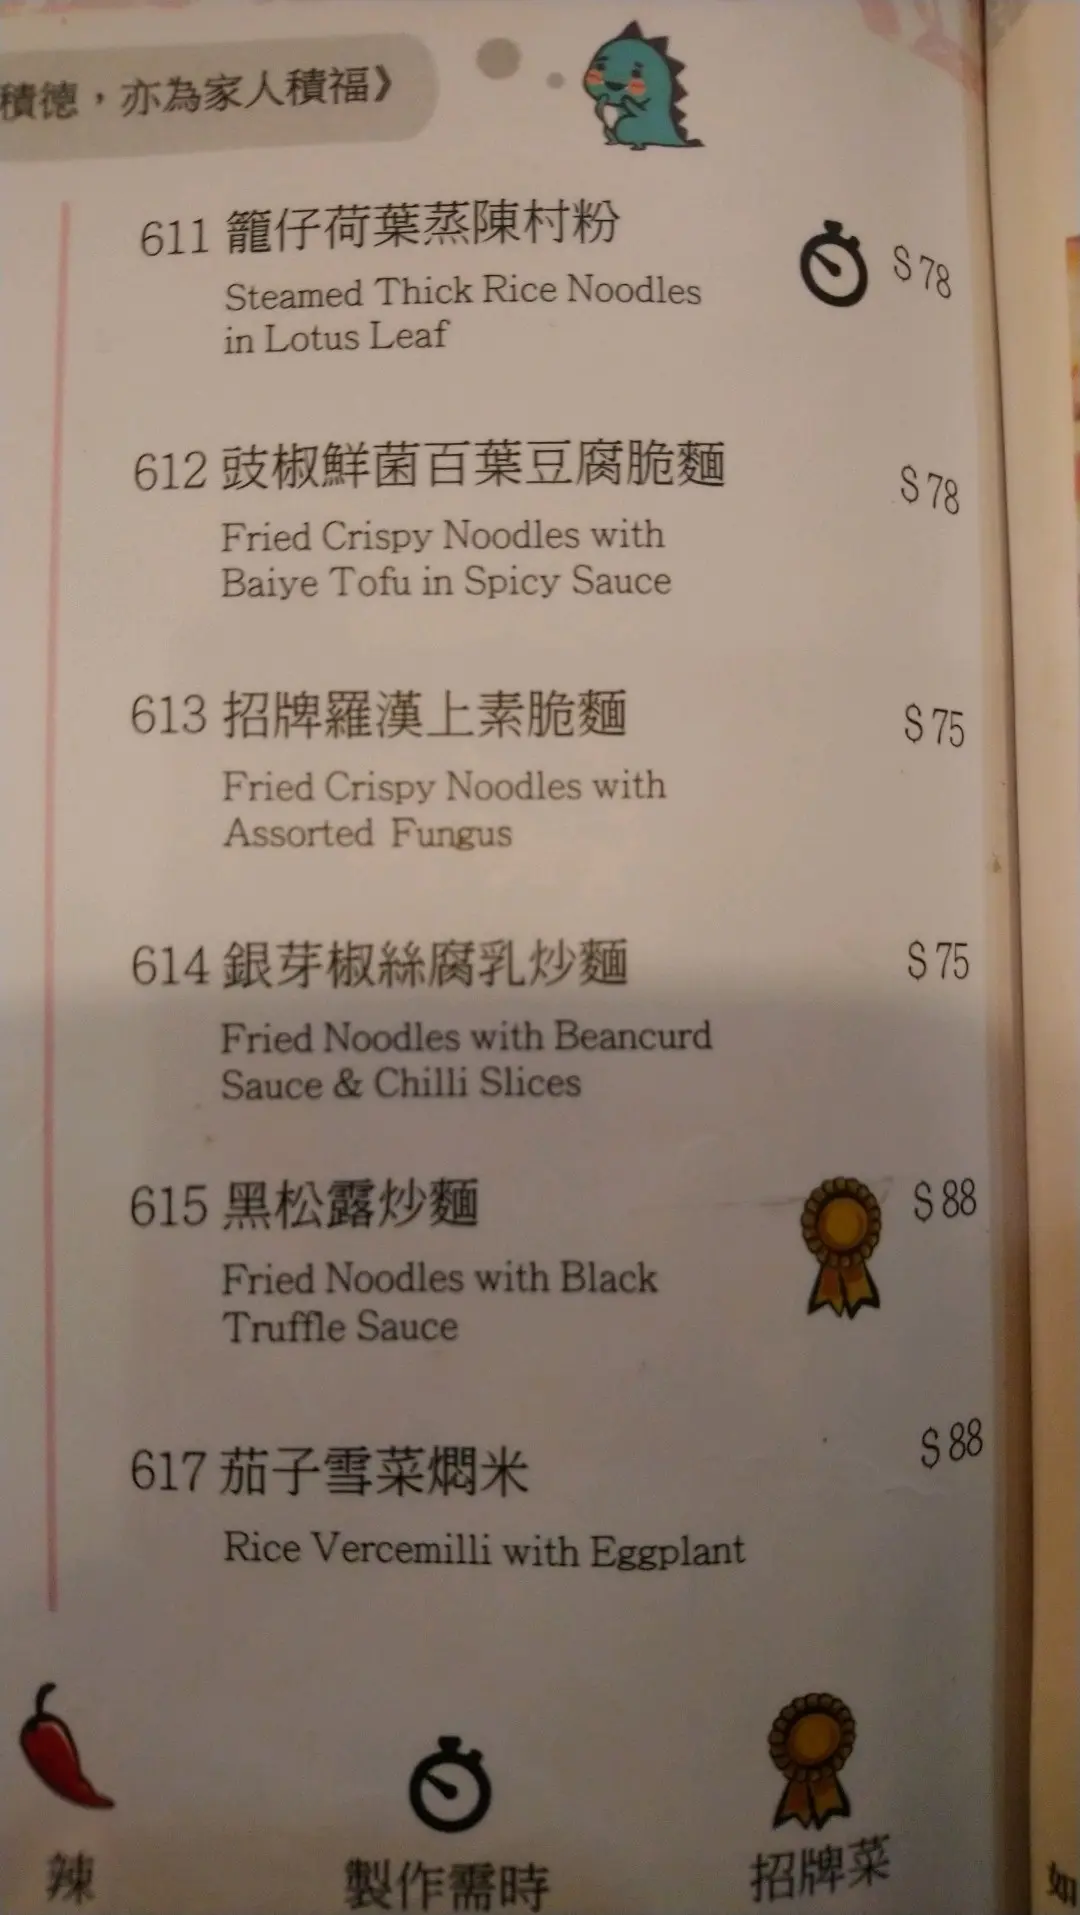 積德，亦為家人積福》
611 籠仔荷葉蒸陳村粉
$78
Steamed Thick Rice Noodles
in Lotus Leaf
612 豉椒鮮菌百葉豆腐脆麵
$78
Fried Crispy Noodles with
Baiye Tofu in Spicy Sauce
613 招牌羅漢上素脆麵
$75
Fried Crispy Noodles with
Assorted Fungus
614 銀芽椒絲腐乳炒麵
$75
Fried Noodles with Beancurd
Sauce & Chilli Slices
615 黑松露炒麵
$88
Fried Noodles with Black
Truffle Sauce
617 茄子雪菜燜米
$88
Rice Vercemilli with Eggplant
辣
製作需時
招牌菜
如